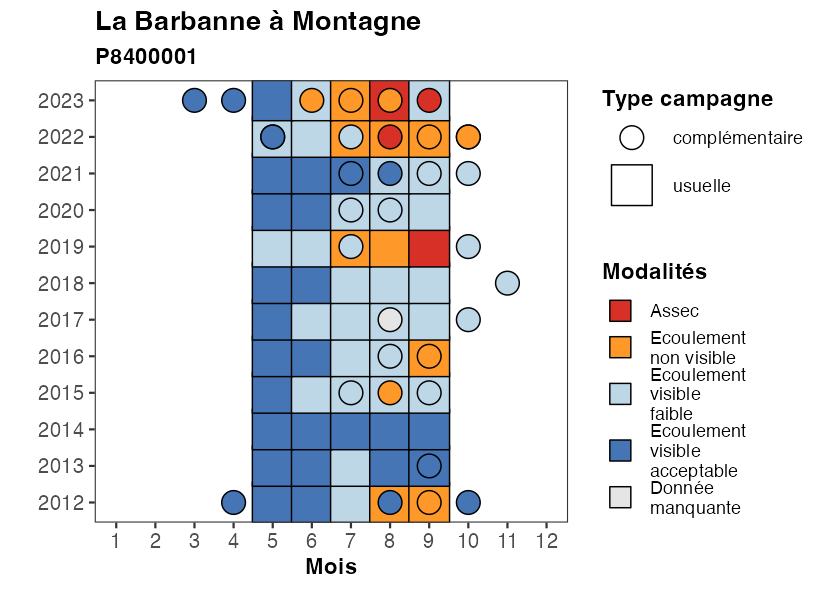 La Barbanne à Montagne
P8400001
2023
2022
2021
2020
2019
2018
2017
2016
2015
2014
2013
2012
1 2 3 4 5 6 7 8 9 10 11 12
Mois
Type campagne
complémentaire
usuelle
Modalités
Assec
Ecoulement
non visible
Ecoulement
visible
faible
Ecoulement
visible
acceptable
Donnée
manquante